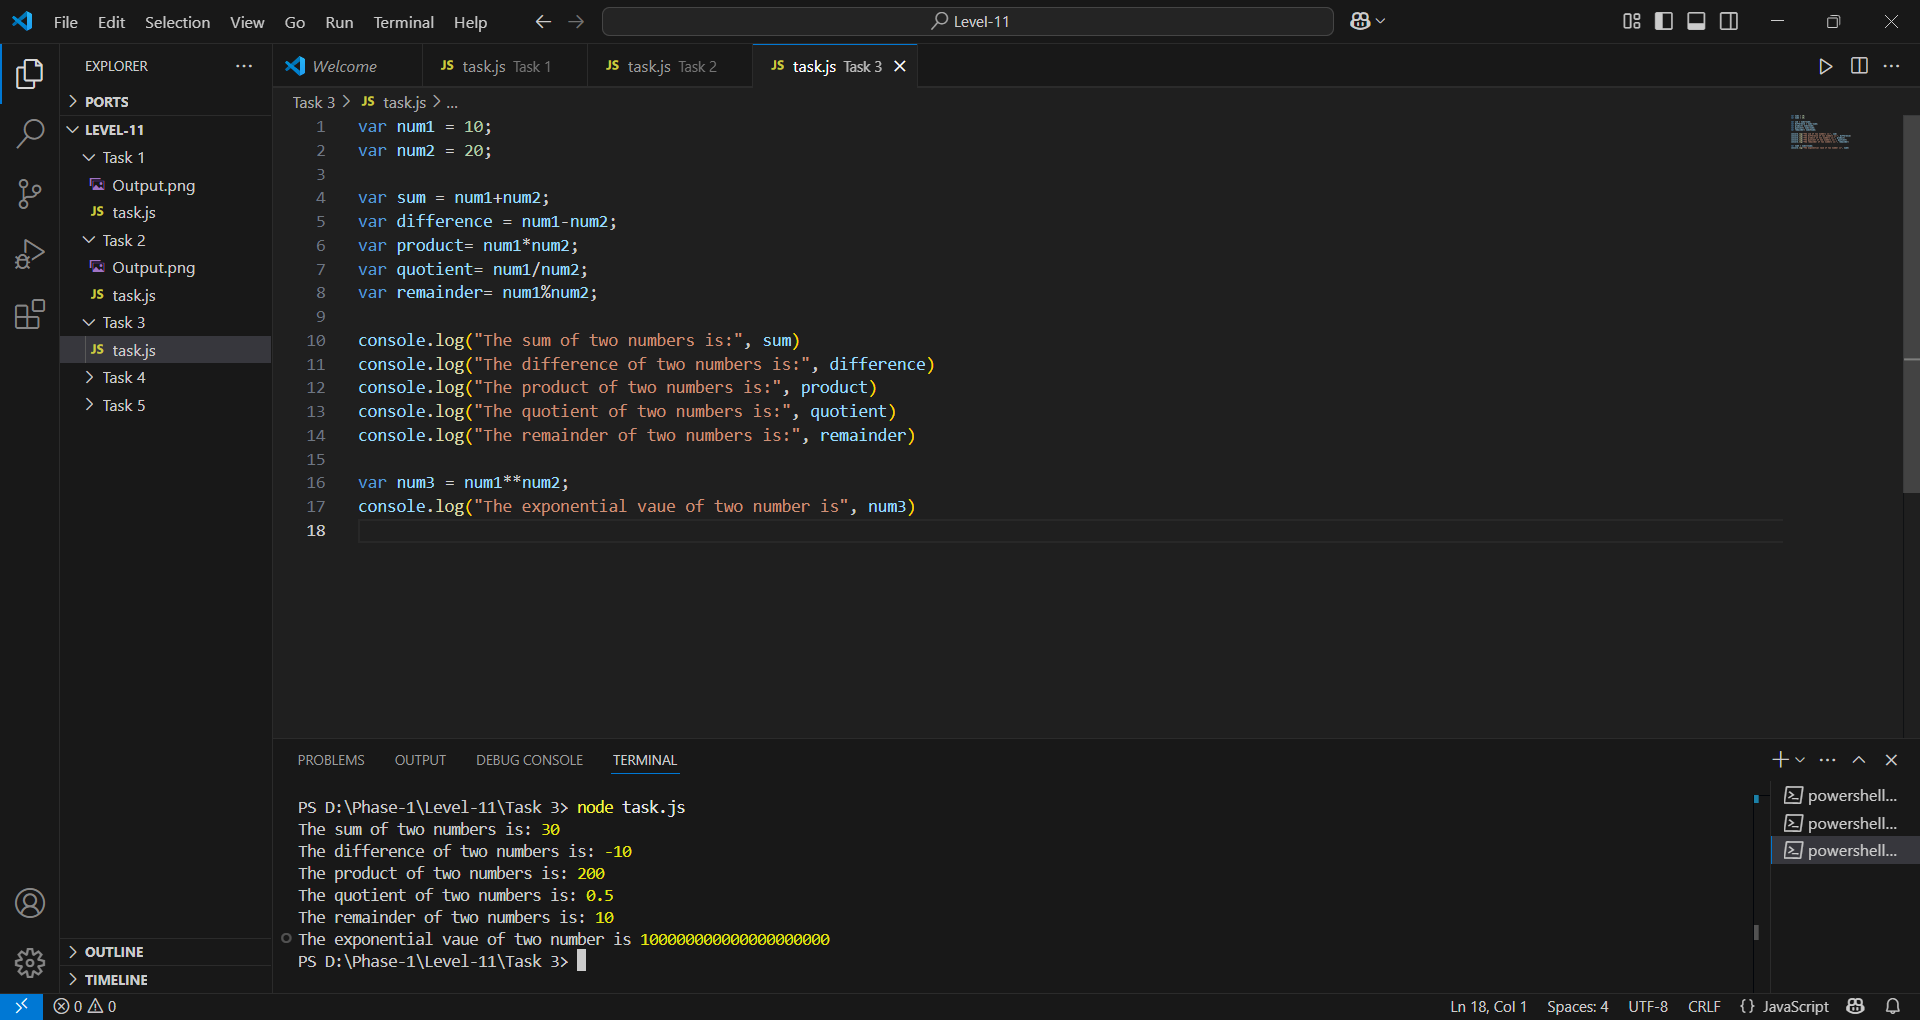 File Edit Selection View Go Run Terminal Help
Level-11
EXPLORER
PORTS
LEVEL-11
Task 1
Output.png
JS task.js
Task 2
Output.png
JS task.js
Task 3
JS task.js
Task 4
Task 5
OUTLINE
TIMELINE
Welcome
JS task.js Task 1
JS task.js Task 2
JS task.js Task 3
Task 3 > JS task.js > ...
1 var num1 = 10;
2 var num2 = 20;
3
4 var sum = num1+num2;
5 var difference = num1-num2;
6 var product= num1*num2;
7 var quotient= num1/num2;
8 var remainder= num1%num2;
9
10 console.log("The sum of two numbers is:", sum)
11 console.log("The difference of two numbers is:", difference)
12 console.log("The product of two numbers is:", product)
13 console.log("The quotient of two numbers is:", quotient)
14 console.log("The remainder of two numbers is:", remainder)
15
16 var num3 = num1**num2;
17 console.log("The exponential vaue of two number is", num3)
18
PROBLEMS OUTPUT DEBUG CONSOLE TERMINAL
PS D:\Phase-1\Level-11\Task 3> node task.js
The sum of two numbers is: 30
The difference of two numbers is: -10
The product of two numbers is: 200
The quotient of two numbers is: 0.5
The remainder of two numbers is: 10
The exponential vaue of two number is 100000000000000000000
PS D:\Phase-1\Level-11\Task 3>
powershell...
powershell...
powershell...
0 0
Ln 18, Col 1 Spaces: 4 UTF-8 CRLF {} JavaScript